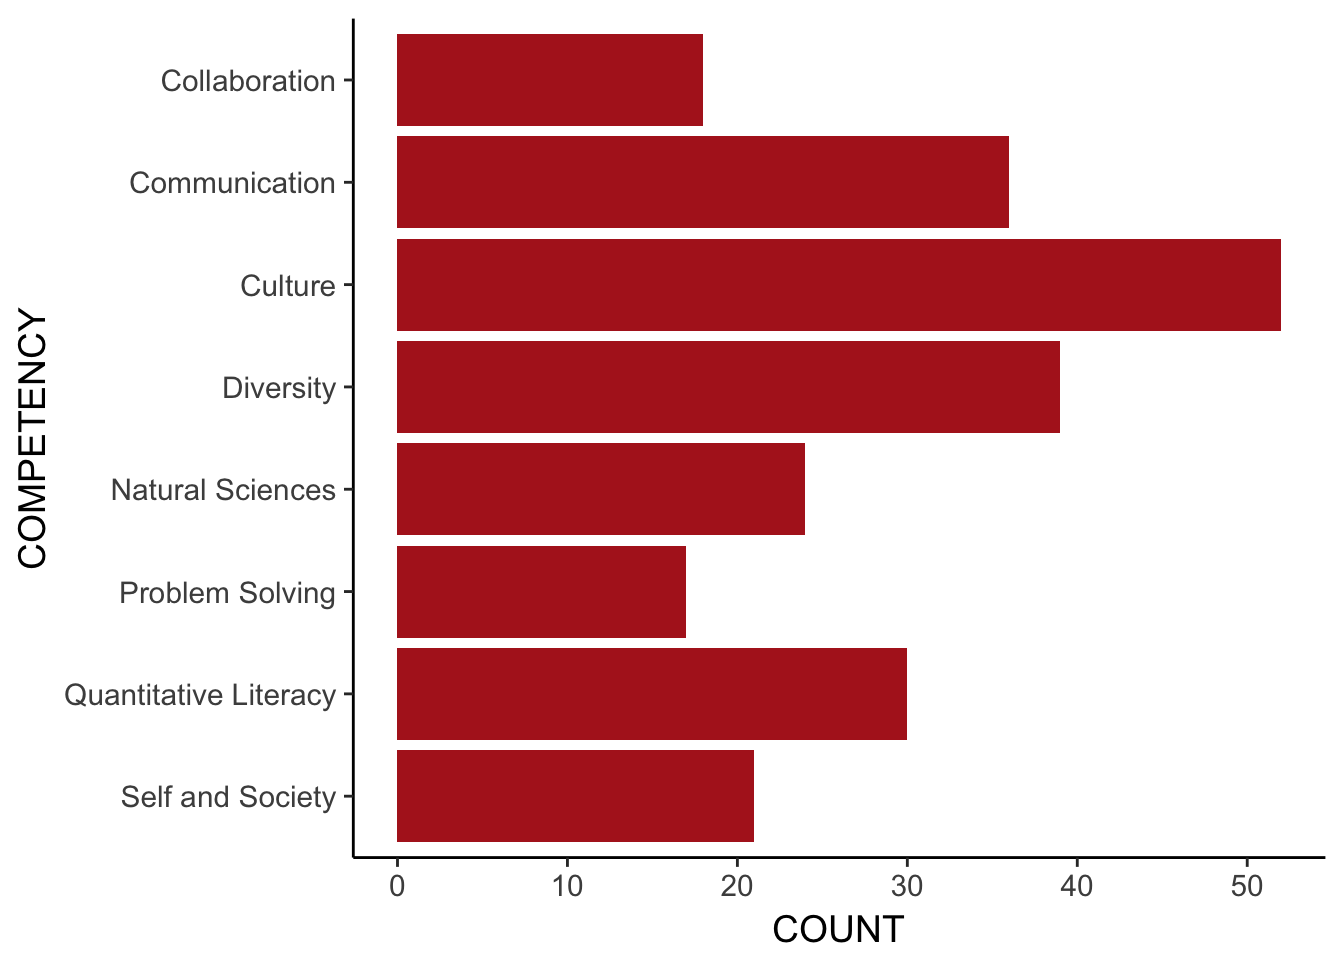 Collaboration
Communication
Culture
Diversity
Natural Sciences
Problem Solving
Quantitative Literacy
Self and Society
COMPETENCY
0 10 20 30 40 50
COUNT